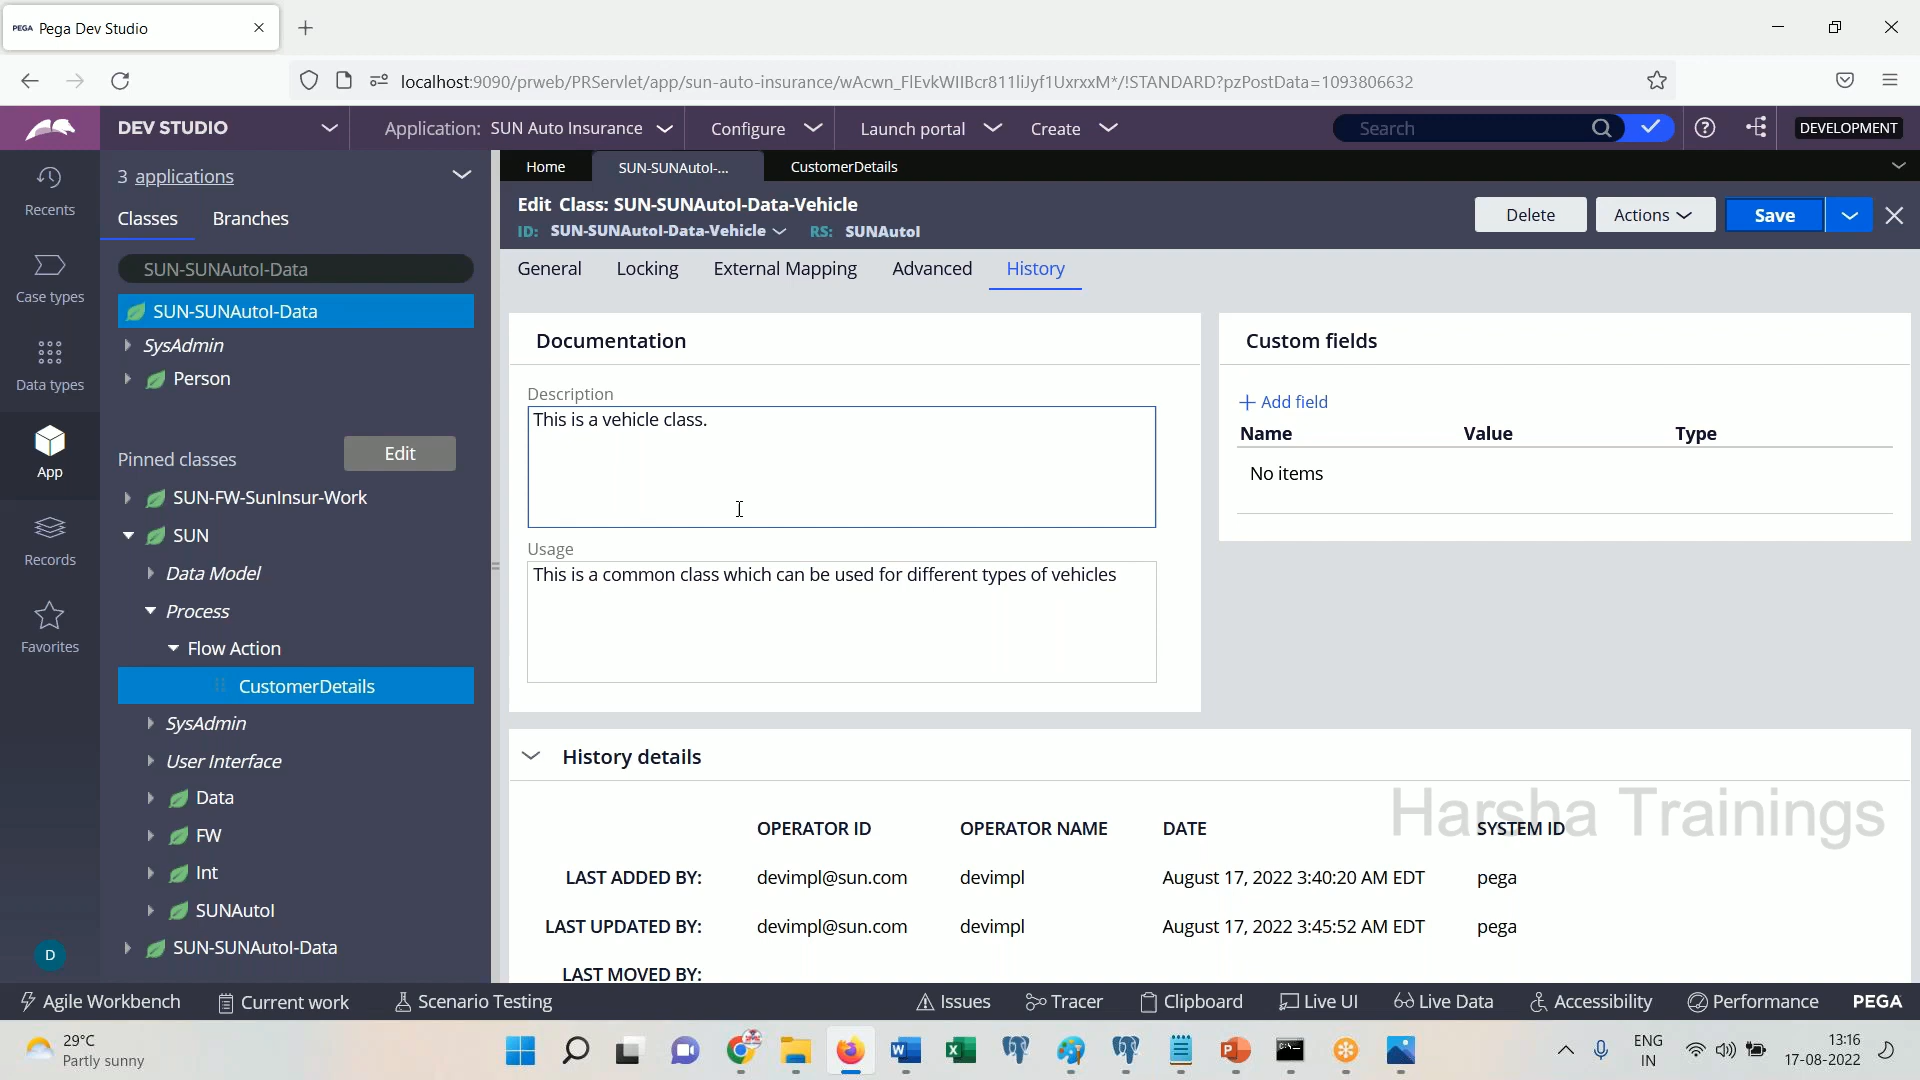 PEGA Pega Dev Studio
localhost:9090/prweb/PRServlet/app/sun-auto-insurance/wAcwn_FlEvkWIIBcr811liJyf1UxrxxM*/!STANDARD?pzPostData=1093806632
DEV STUDIO
Application: SUN Auto Insurance
Configure
Launch portal
Create
Search
DEVELOPMENT
Recents
Case types
Data types
App
Records
Favorites
D
3 applications
Classes
Branches
SUN-SUNAutoI-Data
SUN-SUNAutoI-Data
SysAdmin
Person
Pinned classes
Edit
SUN-FW-SunInsur-Work
SUN
Data Model
Process
Flow Action
CustomerDetails
SysAdmin
User Interface
Data
FW
Int
SUNAutoI
SUN-SUNAutoI-Data
Home
SUN-SUNAutoI-...
CustomerDetails
Edit Class: SUN-SUNAutoI-Data-Vehicle
ID: SUN-SUNAutoI-Data-Vehicle RS: SUNAutoI
Delete
Actions
Save
General
Locking
External Mapping
Advanced
History
Documentation
Description
This is a vehicle class.
Usage
This is a common class which can be used for different types of vehicles
Custom fields
Add field
Name Value Type
No items
History details
Harsha Trainings
OPERATOR ID OPERATOR NAME DATE SYSTEM ID
LAST ADDED BY: devimpl@sun.com devimpl August 17, 2022 3:40:20 AM EDT pega
LAST UPDATED BY: devimpl@sun.com devimpl August 17, 2022 3:45:52 AM EDT pega
LAST MOVED BY:
Agile Workbench
Current work
Scenario Testing
Issues
Tracer
Clipboard
Live UI
Live Data
Accessibility
Performance
PEGA
29°C
Partly sunny
ENG
IN
13:16
17-08-2022